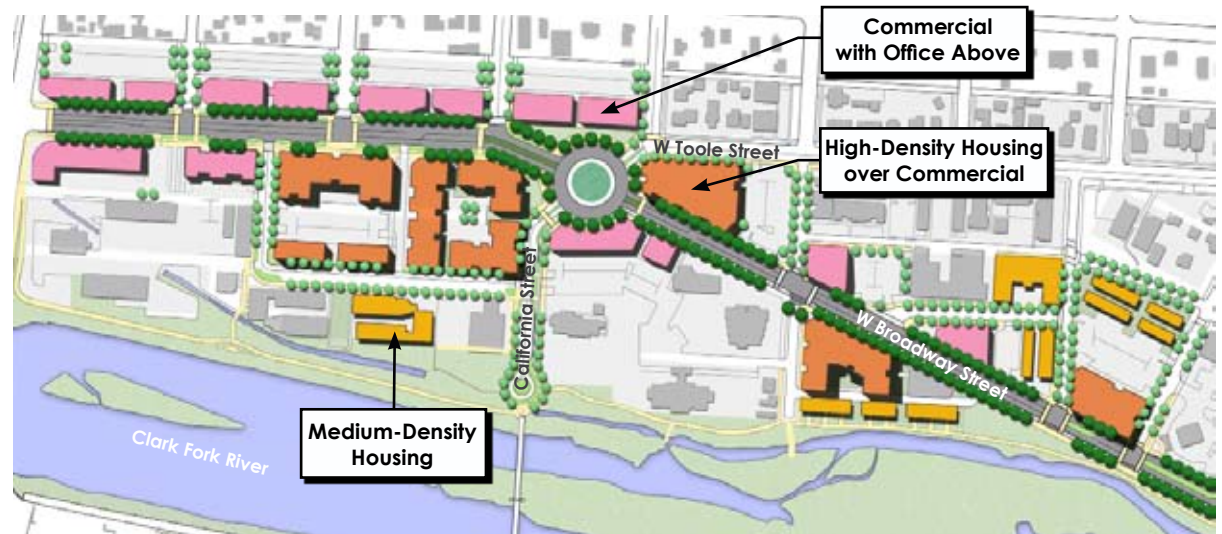 Commercial
with Office Above
W Toole Street
High-Density Housing
over Commercial
California Street
W Broadway Street
Medium-Density
Housing
Clark Fork River